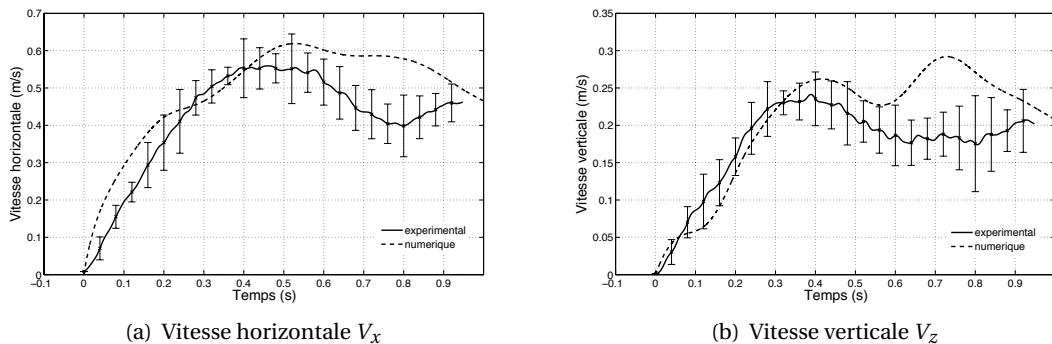 0.7
0.6
0.5
0.4
0.3
0.2
0.1
0
Vitesse horizontale (m/s)
experimental
numerique
−0.1 0 0.1 0.2 0.3 0.4 0.5 0.6 0.7 0.8 0.9
Temps (s)
(a) Vitesse horizontale Vx
0.35
0.3
0.25
0.2
0.15
0.1
0.05
0
Vitesse verticale (m/s)
experimental
numerique
−0.1 0 0.1 0.2 0.3 0.4 0.5 0.6 0.7 0.8 0.9
Temps (s)
(b) Vitesse verticale Vz